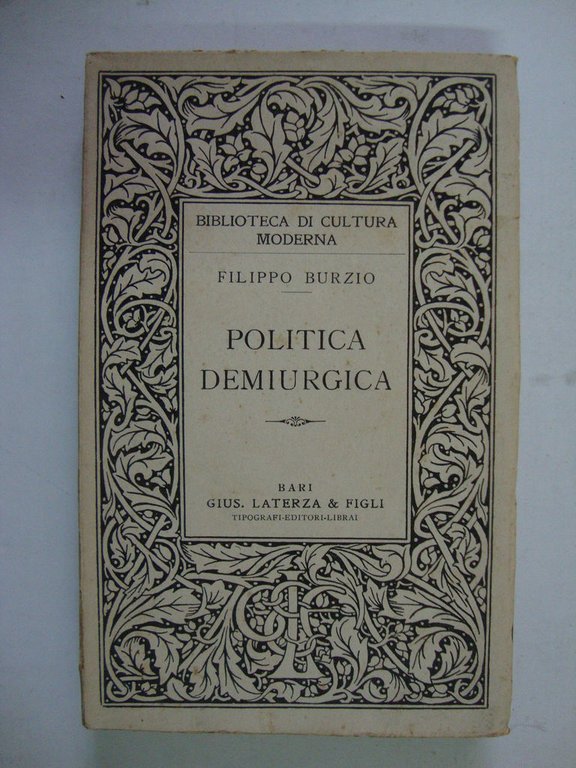 BIBLIOTECA DI CULTURA
MODERNA
FILIPPO BURZIO
POLITICA
DEMIURGICA
BARI
GIUS. LATERZA & FIGLI
TIPOGRAFI-EDITORI-LIBRAI